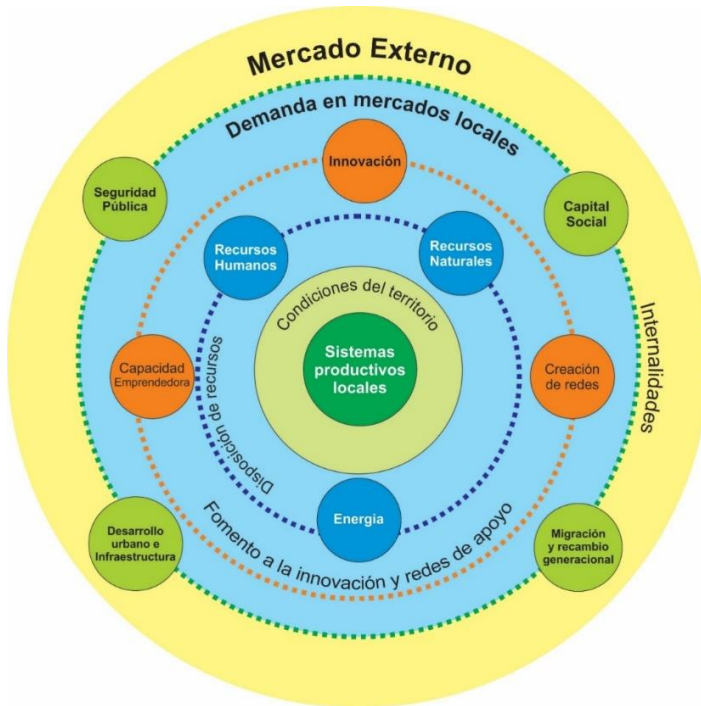 Mercado Externo
Demanda en mercados locales
Innovación
Seguridad
Pública
Capital
Social
Recursos
Humanos
Recursos
Naturales
Condiciones del territorio
Internalidades
Sistemas
productivos
locales
Capacidad
Emprendedora
Creación
de redes
Disposición de recursos
Energia
Desarrollo
urbano e
Infraestructura
Migración
y recambio
generacional
Fomento a la innovación y redes de apoyo